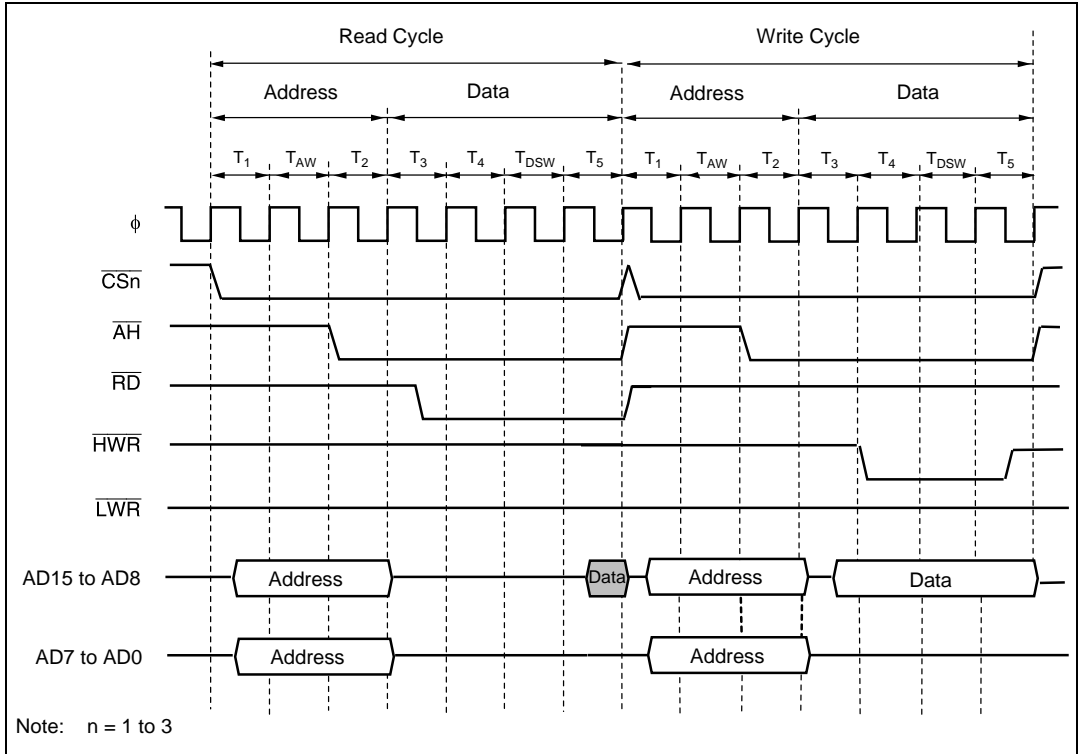 Read Cycle Write Cycle
Address Data Address Data
T1 TAW T2 T3 T4 TDSW T5 T1 TAW T2 T3 T4 TDSW T5
ϕ
CSn
AH
RD
HWR
LWR
AD15 to AD8 Address Data Address Data
AD7 to AD0 Address Address
Note: n = 1 to 3